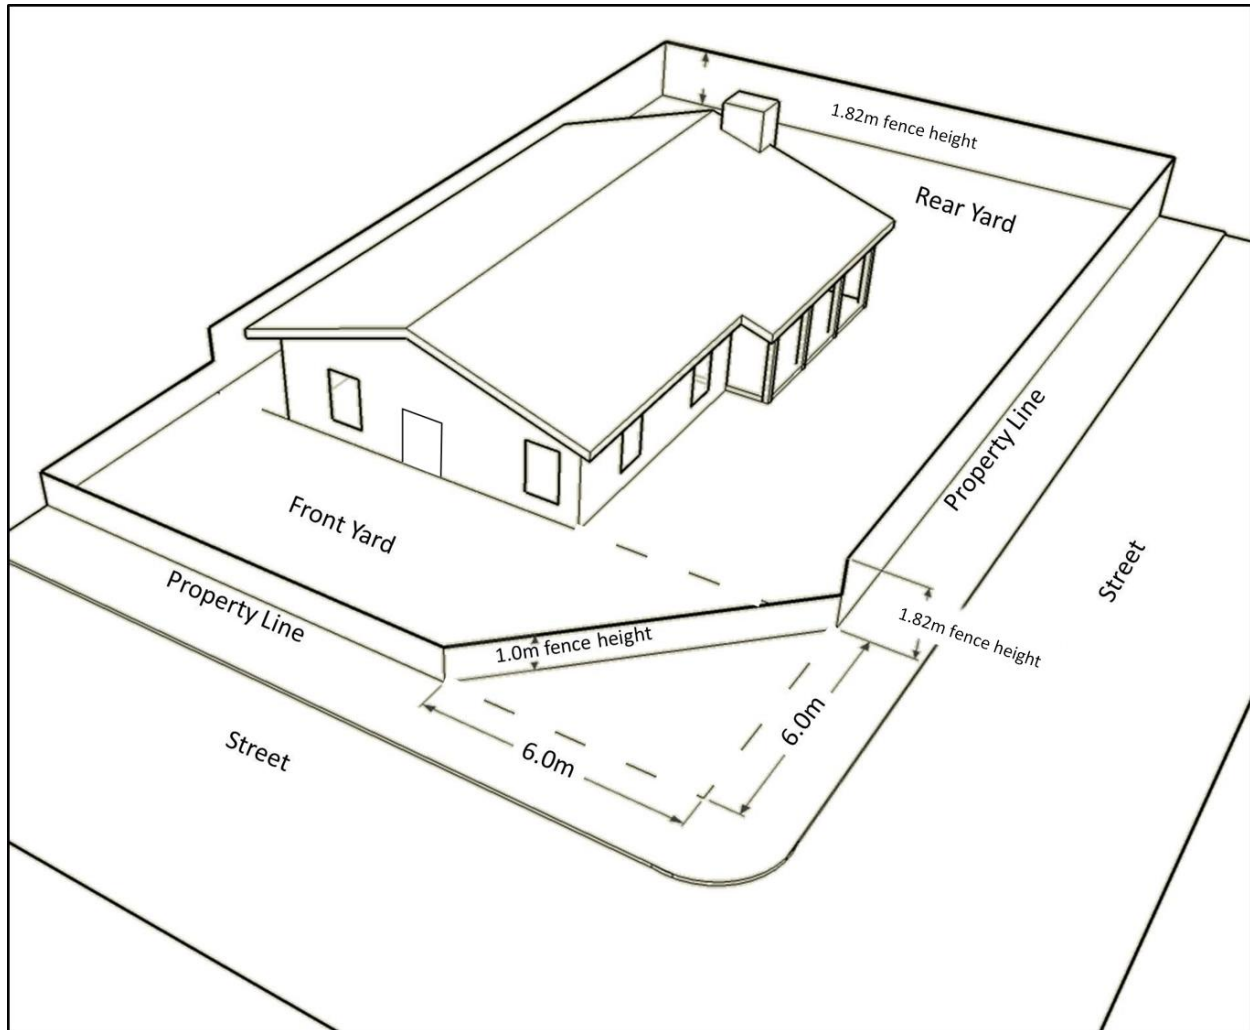 1.82m fence height
Rear Yard
Property Line
Front Yard
Street
Property Line
1.0m fence height
1.82m fence height
6.0m
6.0m
Street